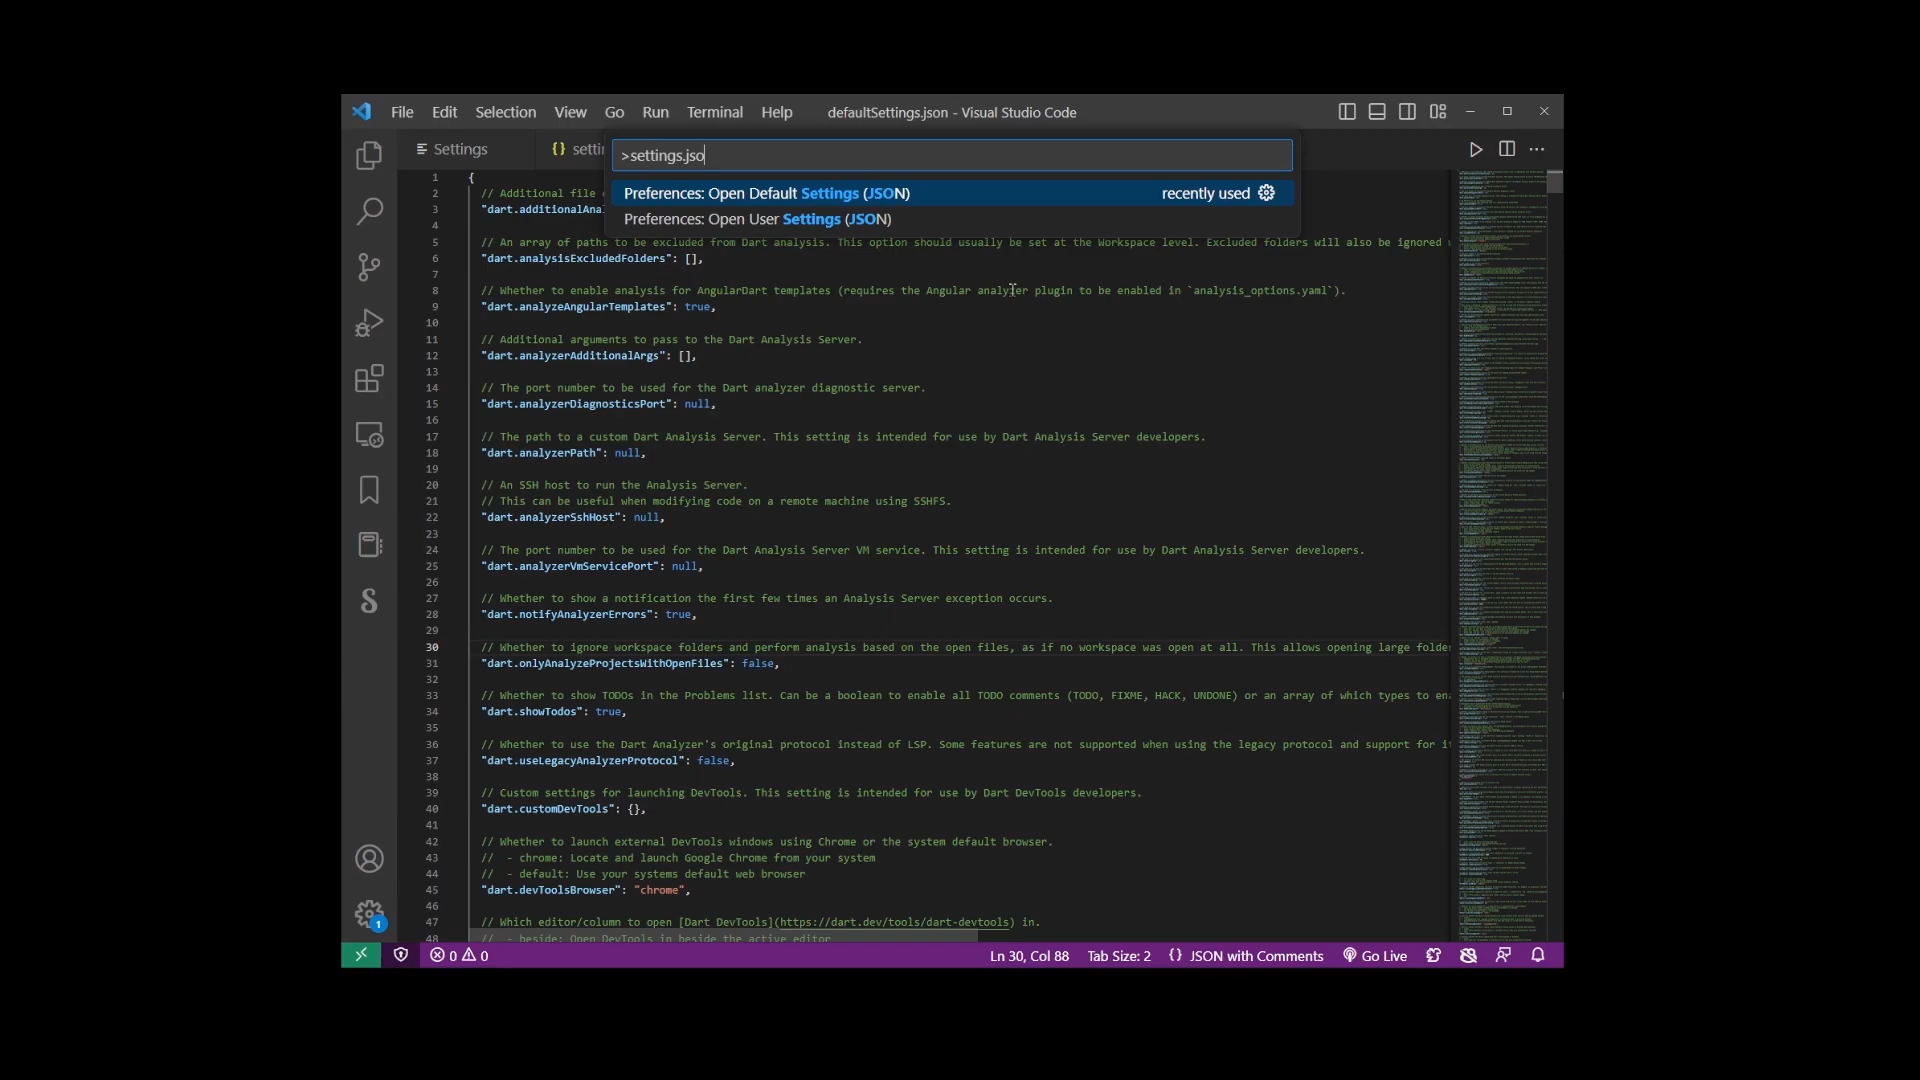 File Edit Selection View Go Run Terminal Help defaultSettings.json - Visual Studio Code
Settings {} settin
>settings.jso
Preferences: Open Default Settings (JSON) recently used
Preferences: Open User Settings (JSON)
1 {
2 // Additional file
3 "dart.additionalAnal
4
5 // An array of paths to be excluded from Dart analysis. This option should usually be set at the Workspace level. Excluded folders will also be ignored
6 "dart.analysisExcludedFolders": [],
7
8 // Whether to enable analysis for AngularDart templates (requires the Angular analyzer plugin to be enabled in `analysis_options.yaml`).
9 "dart.analyzeAngularTemplates": true,
10
11 // Additional arguments to pass to the Dart Analysis Server.
12 "dart.analyzerAdditionalArgs": [],
13
14 // The port number to be used for the Dart analyzer diagnostic server.
15 "dart.analyzerDiagnosticsPort": null,
16
17 // The path to a custom Dart Analysis Server. This setting is intended for use by Dart Analysis Server developers.
18 "dart.analyzerPath": null,
19
20 // An SSH host to run the Analysis Server.
21 // This can be useful when modifying code on a remote machine using SSHFS.
22 "dart.analyzerSshHost": null,
23
24 // The port number to be used for the Dart Analysis Server VM service. This setting is intended for use by Dart Analysis Server developers.
25 "dart.analyzerVmServicePort": null,
26
27 // Whether to show a notification the first few times an Analysis Server exception occurs.
28 "dart.notifyAnalyzerErrors": true,
29
30 // Whether to ignore workspace folders and perform analysis based on the open files, as if no workspace was open at all. This allows opening large folder
31 "dart.onlyAnalyzeProjectsWithOpenFiles": false,
32
33 // Whether to show TODOs in the Problems list. Can be a boolean to enable all TODO comments (TODO, FIXME, HACK, UNDONE) or an array of which types to ena
34 "dart.showTodos": true,
35
36 // Whether to use the Dart Analyzer's original protocol instead of LSP. Some features are not supported when using the legacy protocol and support for it
37 "dart.useLegacyAnalyzerProtocol": false,
38
39 // Custom settings for launching DevTools. This setting is intended for use by Dart DevTools developers.
40 "dart.customDevTools": {},
41
42 // Whether to launch external DevTools windows using Chrome or the system default browser.
43 // - chrome: Locate and launch Google Chrome from your system
44 // - default: Use your systems default web browser
45 "dart.devToolsBrowser": "chrome",
46
47 // Which editor/column to open [Dart DevTools](https://dart.dev/tools/dart-devtools) in.
48 // - beside: Open DevTools in beside the active editor
1
0 0 Ln 30, Col 88 Tab Size: 2 {} JSON with Comments Go Live